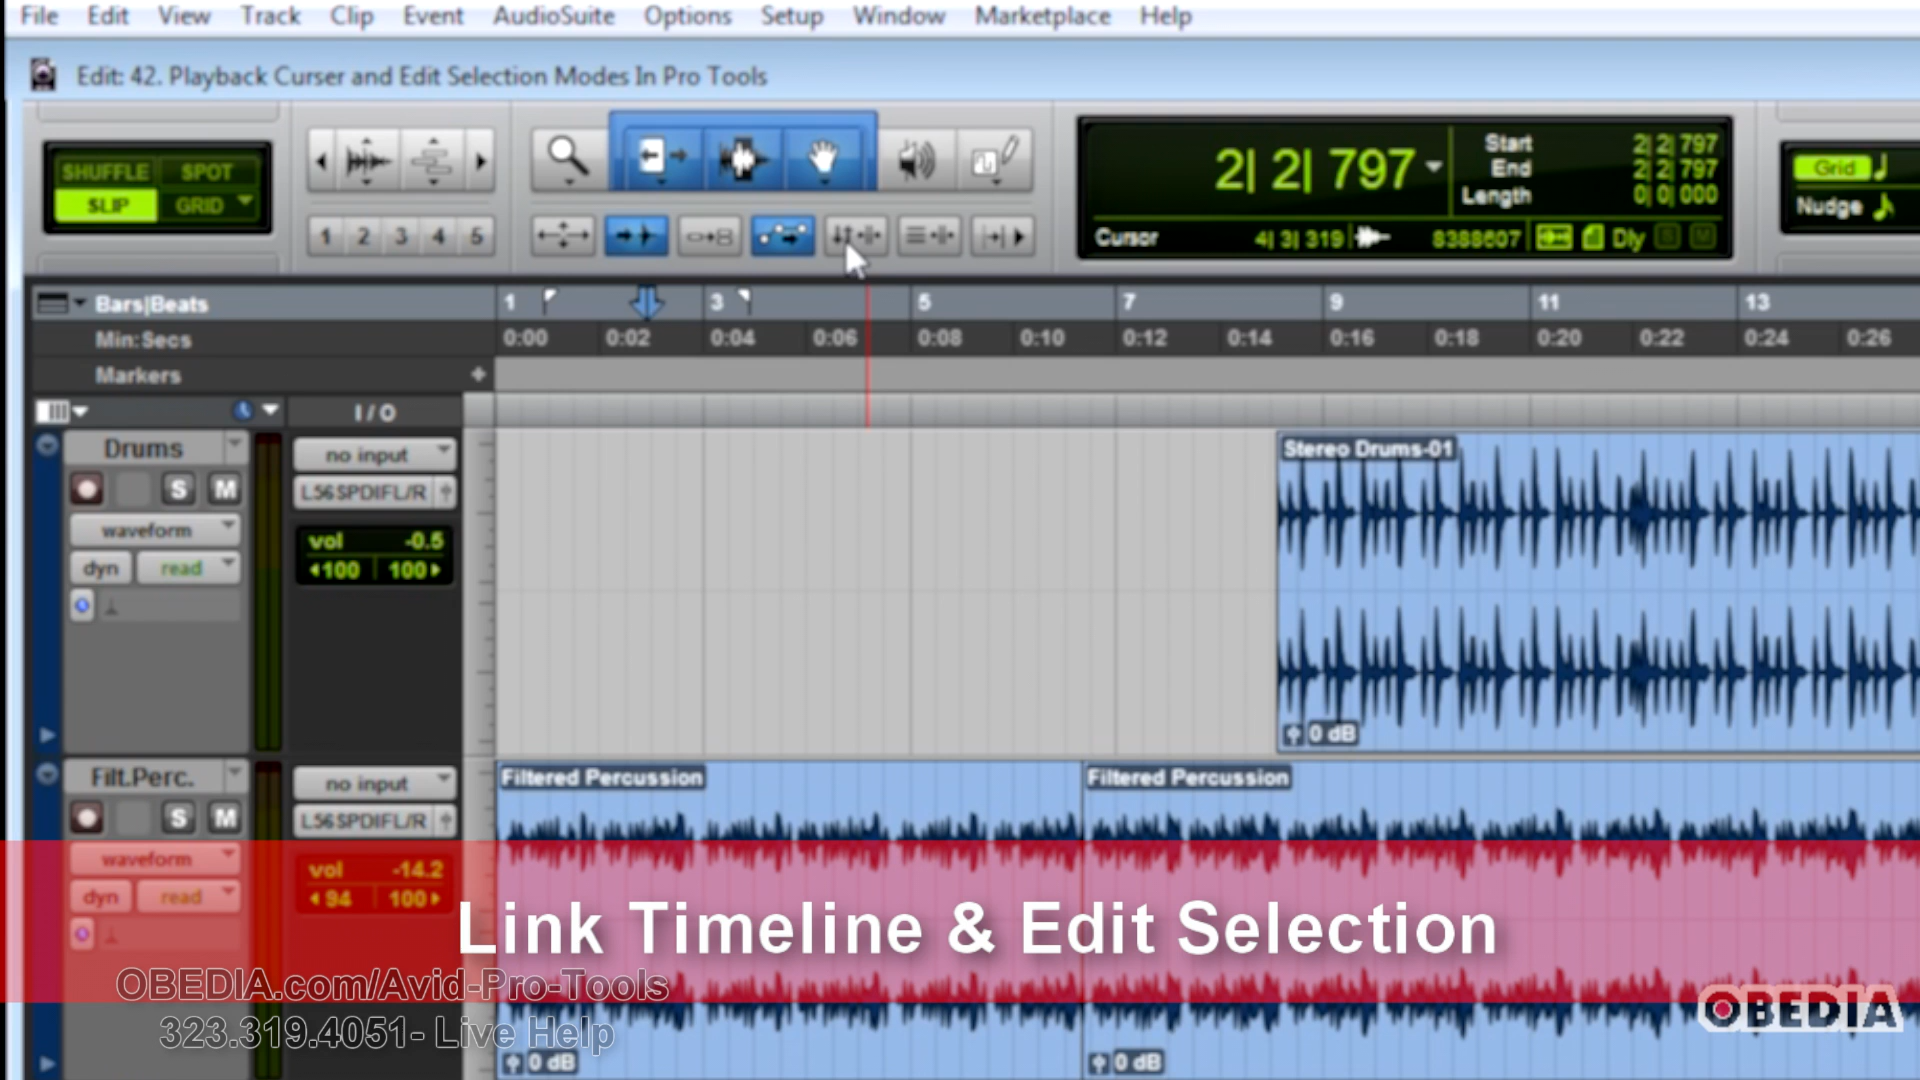 File Edit View Track Clip Event AudioSuite Options Setup Window Marketplace Help
Edit: 42. Playback Curser and Edit Selection Modes In Pro Tools
SHUFFLE SPOT
SLIP GRID
1 2 3 4 5
2| 2| 797
Start 2| 2| 797
End 2| 2| 797
Length 0| 0| 000
Cursor 4| 3| 319 8388607 Dly
Grid
Nudge
Bars|Beats 1 3 5 7 9 11 13
Min:Secs 0:00 0:02 0:04 0:06 0:08 0:10 0:12 0:14 0:16 0:18 0:20 0:22 0:24 0:26
Markers
I / O
Drums no input Stereo Drums-01
S M L56SPDIFL/R
waveform vol -0.5
dyn read 100 100
0 dB
Filt.Perc. no input Filtered Percussion Filtered Percussion
S M L56SPDIFL/R
waveform vol -14.2
dyn read 94 100
Link Timeline & Edit Selection
OBEDIA.com/Avid-Pro-Tools
323.319.4051- Live Help
OBEDIA
0 dB 0 dB